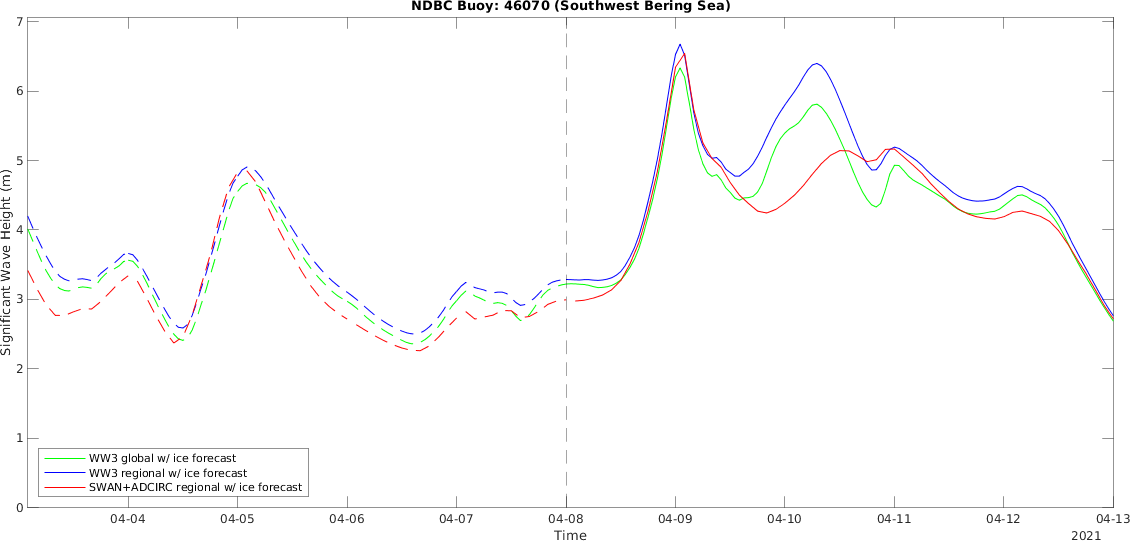 NDBC Buoy: 46070 (Southwest Bering Sea)
7
6
5
4
3
2
1
0
Significant Wave Height (m)
WW3 global w/ ice forecast
WW3 regional w/ ice forecast
SWAN+ADCIRC regional w/ ice forecast
04-04 04-05 04-06 04-07 04-08 04-09 04-10 04-11 04-12 04-13
Time
2021